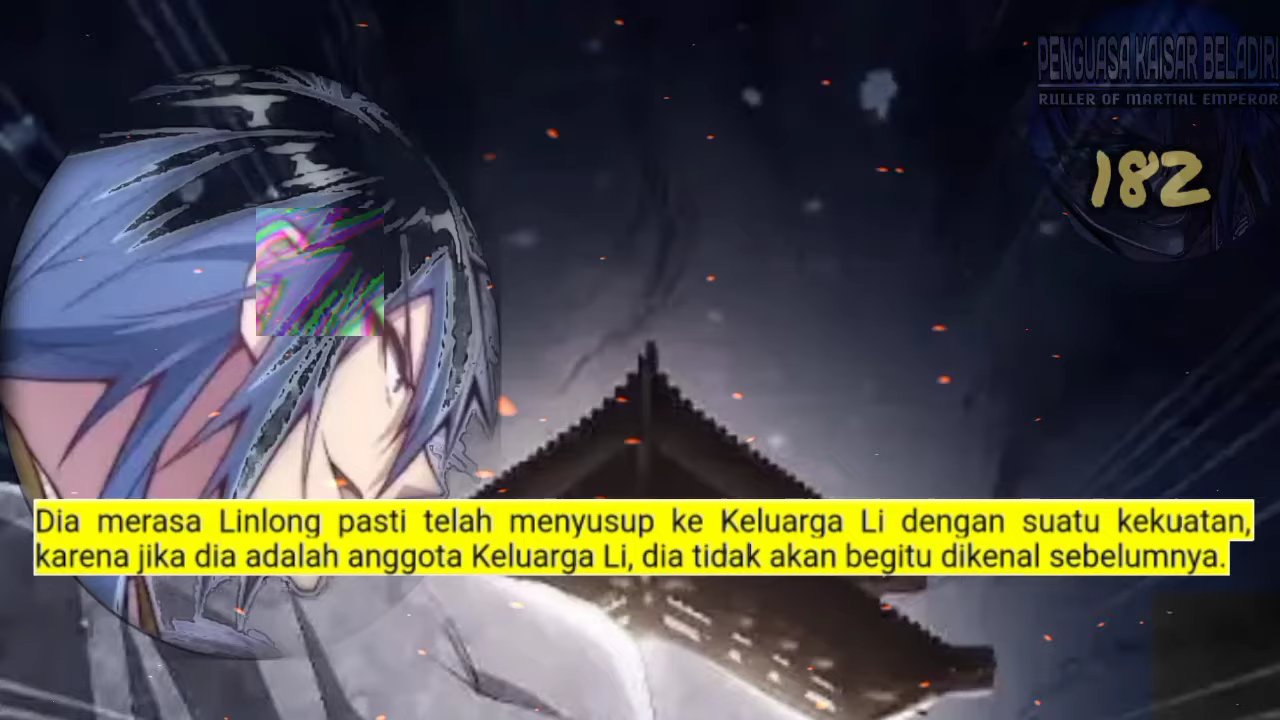 PENGUASA KAISAR BELADIRI
RULLER OF MARTIAL EMPEROR
182
Dia merasa Linlong pasti telah menyusup ke Keluarga Li dengan suatu kekuatan,
karena jika dia adalah anggota Keluarga Li, dia tidak akan begitu dikenal sebelumnya.